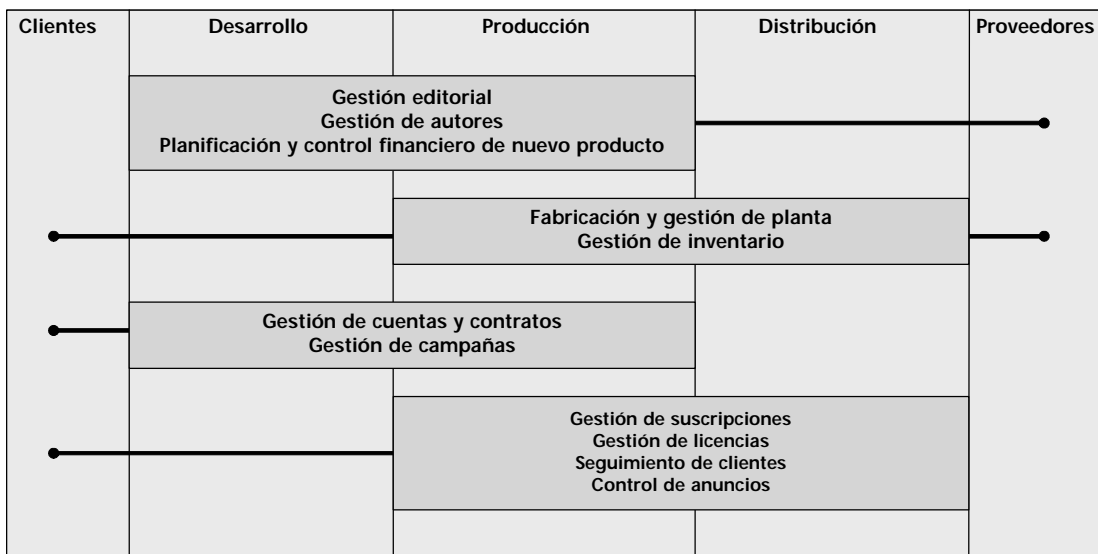 Clientes
Desarrollo
Producción
Distribución
Proveedores
Gestión editorial
Gestión de autores
Planificación y control financiero de nuevo producto
Fabricación y gestión de planta
Gestión de inventario
Gestión de cuentas y contratos
Gestión de campañas
Gestión de suscripciones
Gestión de licencias
Seguimiento de clientes
Control de anuncios